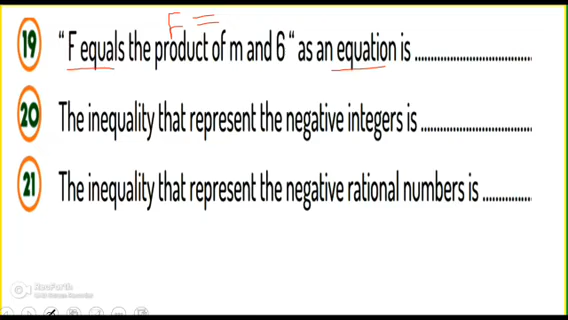 F =
19 “ F equals the product of m and 6 “ as an equation is ..............................
20 The inequality that represent the negative integers is ............................
21 The inequality that represent the negative rational numbers is ..............